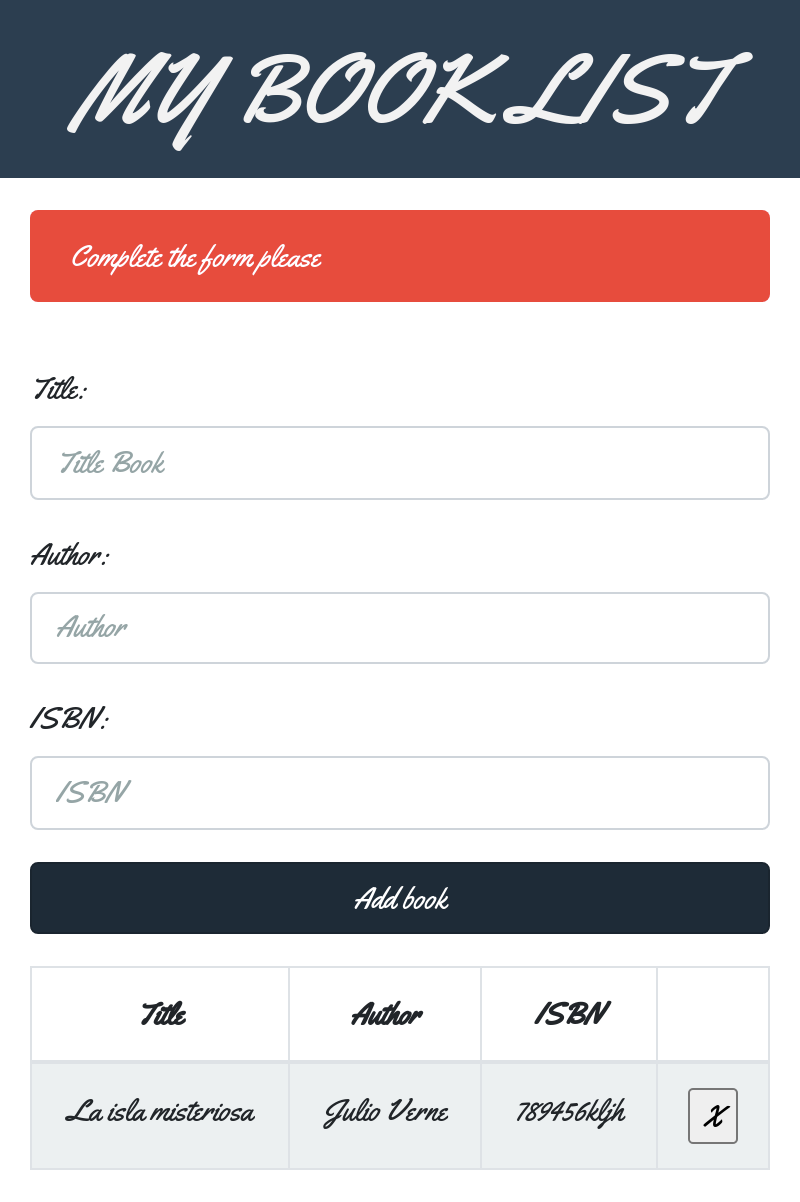 MY BOOK LIST
Complete the form please
Title:
Title Book
Author:
Author
ISBN:
ISBN
Add book
Title Author ISBN
La isla misteriosa Julio Verne 789456kljh X